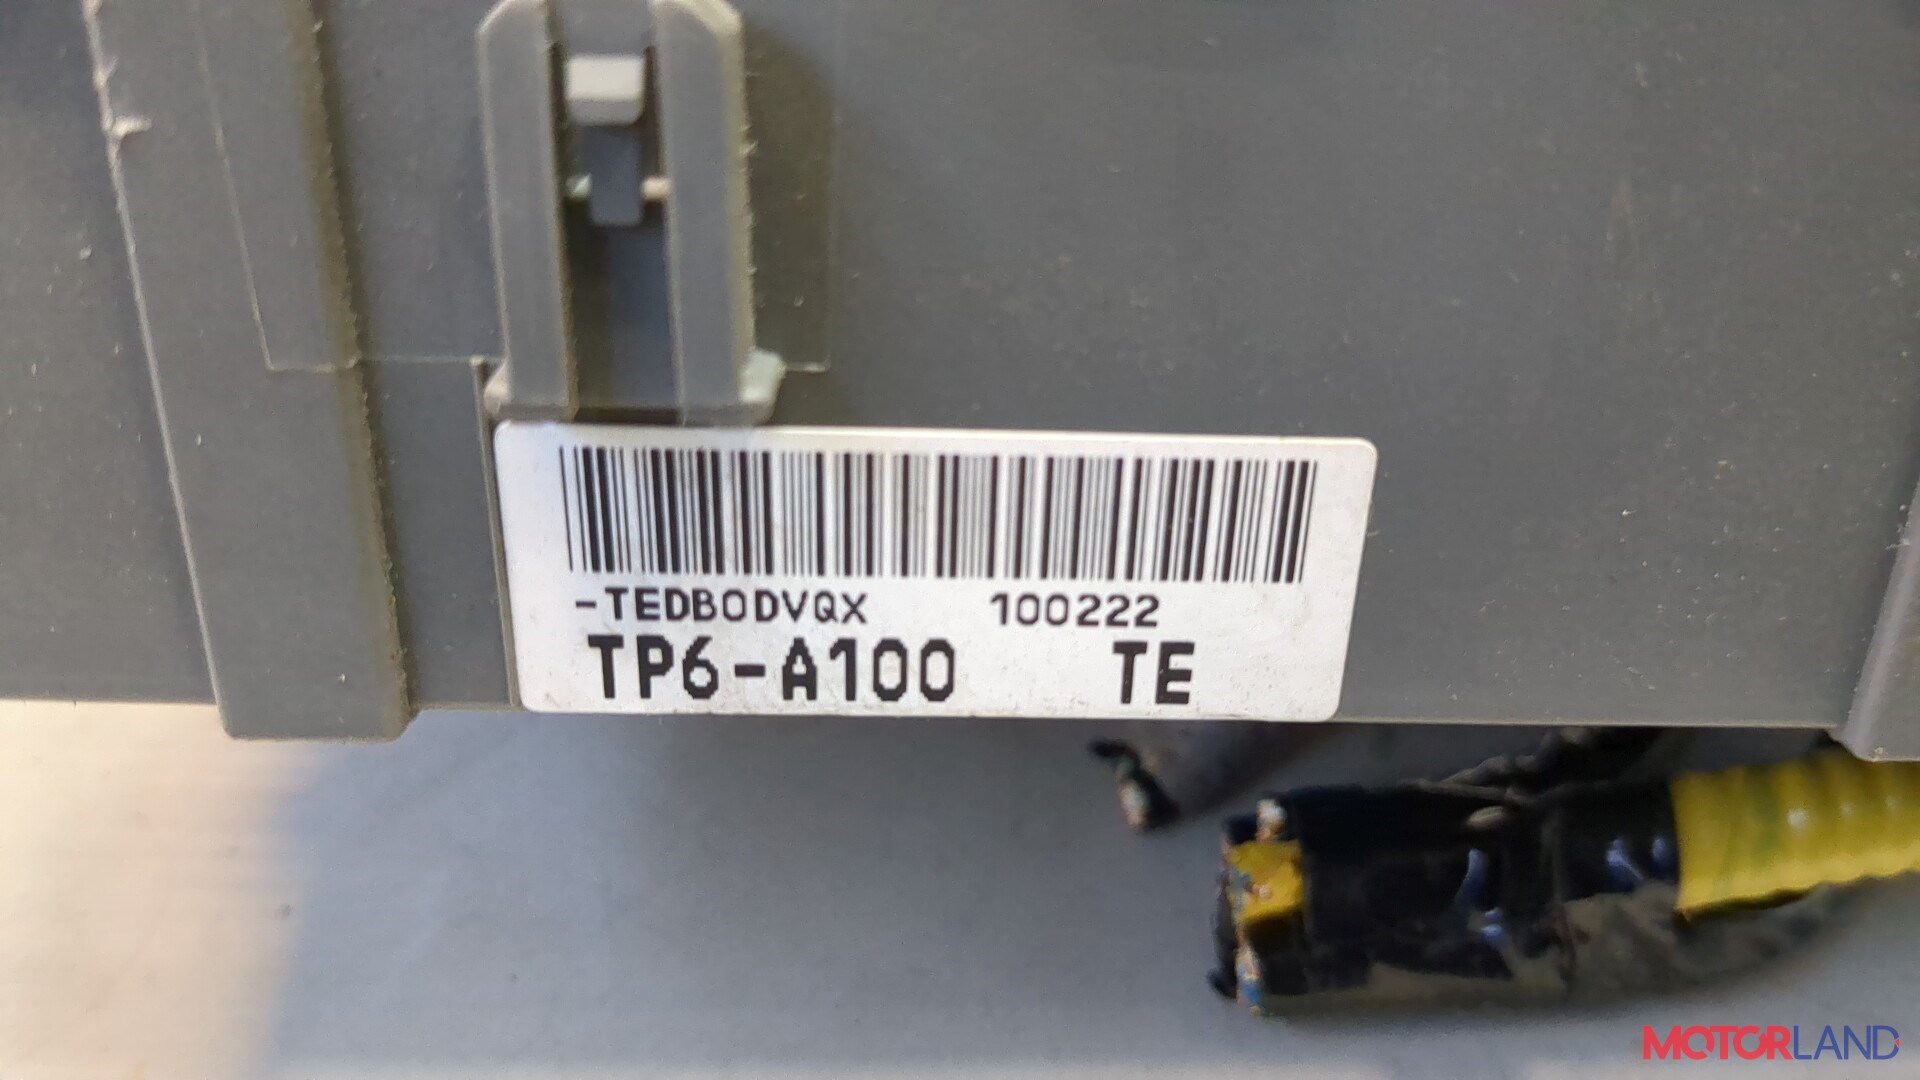 -TEDBODVQX 100222
TP6-A100 TE
MOTORLAND